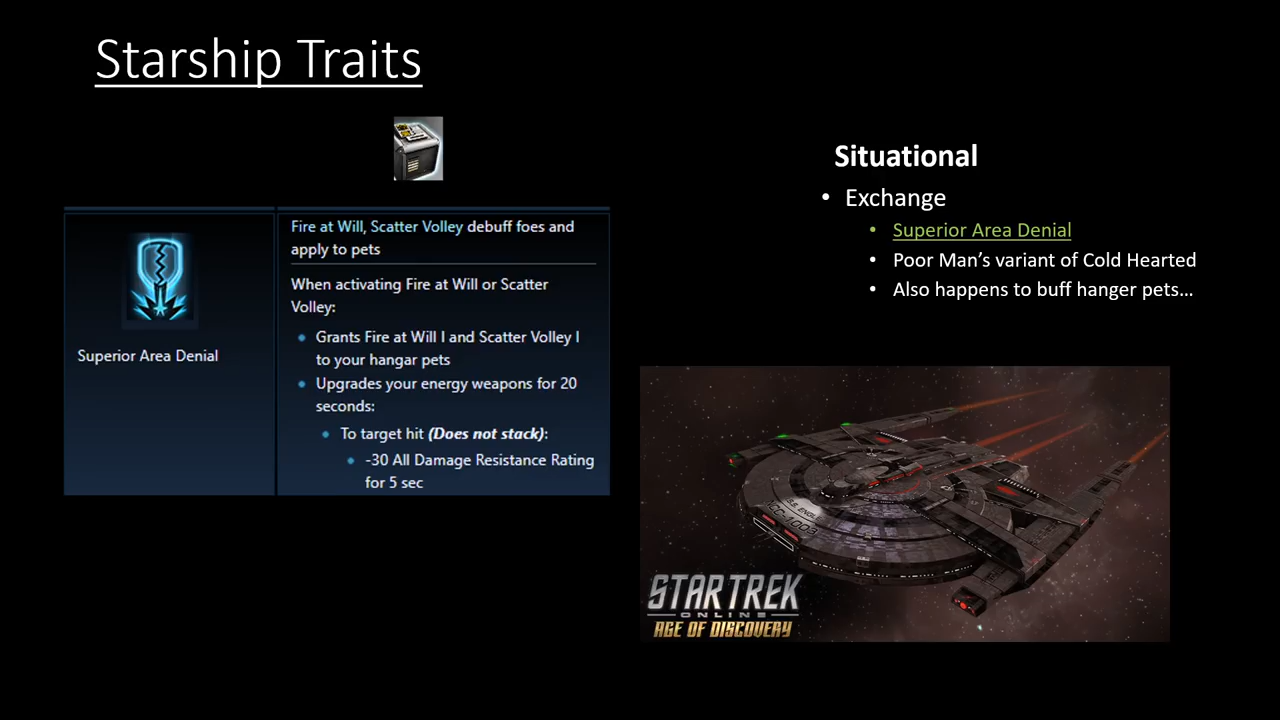 Starship Traits
Fire at Will, Scatter Volley debuff foes and
apply to pets
When activating Fire at Will or Scatter
Volley:
Grants Fire at Will I and Scatter Volley I
to your hangar pets
Upgrades your energy weapons for 20
seconds:
To target hit (Does not stack):
-30 All Damage Resistance Rating
for 5 sec
Superior Area Denial
Situational
• Exchange
• Superior Area Denial
• Poor Man’s variant of Cold Hearted
• Also happens to buff hanger pets…
STAR TREK
ONLINE
AGE OF DISCOVERY